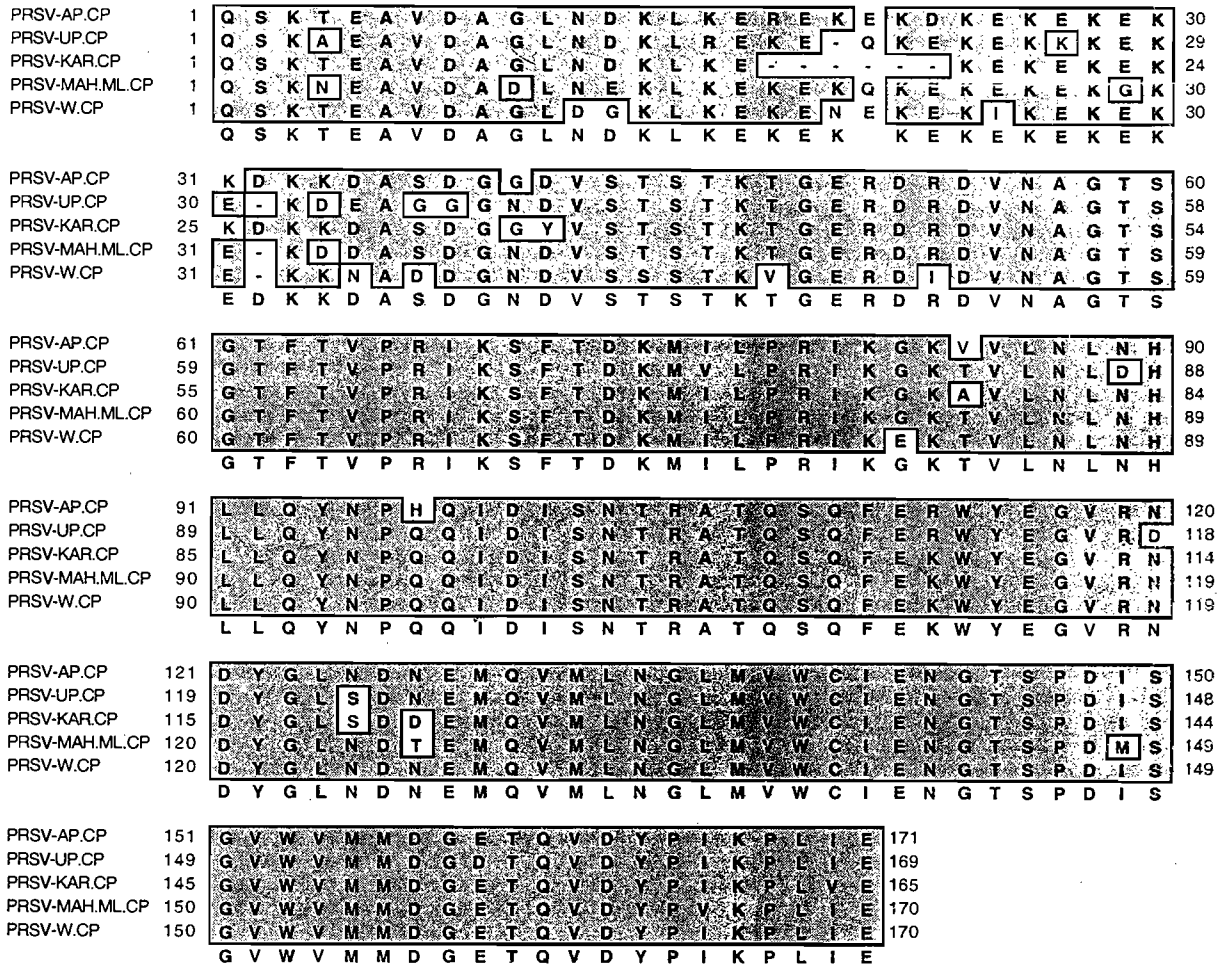 PRSV-AP.CP 1 Q S K T E A V D A G L N D K L K E R E K E K D K E K E K E K 30
PRSV-UP.CP 1 Q S K A E A V D A G L N D K L R E K E - Q K E K E K K K E K 29
PRSV-KAR.CP 1 Q S K T E A V D A G L N D K L K E - - - - - - K E K E K E K 24
PRSV-MAH.ML.CP 1 Q S K N E A V D A D L N E K L K E K E K Q K E K E K E K G K 30
PRSV-W.CP 1 Q S K T E A V D A G L D G K L K E K E N E K E K I K E K E K 30
Q S K T E A V D A G L N D K L K E K E K K E K E K E K E K
PRSV-AP.CP 31 K D K K D A S D G G D V S T S T K T G E R D R D V N A G T S 60
PRSV-UP.CP 30 E - K D E A G G G N D V S T S T K T G E R D R D V N A G T S 58
PRSV-KAR.CP 25 K D K K D A S D G G Y V S T S T K T G E R D R D V N A G T S 54
PRSV-MAH.ML.CP 31 E - K D D A S D G N D V S T S T K T G E R D R D V N A G T S 59
PRSV-W.CP 31 E - K K N A D D G N D V S S S T K V G E R D I D V N A G T S 59
E D K K D A S D G N D V S T S T K T G E R D R D V N A G T S
PRSV-AP.CP 61 G T F T V P R I K S F T D K M I L P R I K G K V V L N L N H 90
PRSV-UP.CP 59 G T F T V P R I K S F T D K M V L P R I K G K T V L N L D H 88
PRSV-KAR.CP 55 G T F T V P R I K S F T D K M I L P R I K G K A V L N L N H 84
PRSV-MAH.ML.CP 60 G T F T V P R I K S F T D K M I L P R I K G K T V L N L N H 89
PRSV-W.CP 60 G T F T V P R I K S F T D K M I L P R I K E K T V L N L N H 89
G T F T V P R I K S F T D K M I L P R I K G K T V L N L N H
PRSV-AP.CP 91 L L Q Y N P H Q I D I S N T R A T Q S Q F E R W Y E G V R N 120
PRSV-UP.CP 89 L L Q Y N P Q Q I D I S N T R A T Q S Q F E R W Y E G V R D 118
PRSV-KAR.CP 85 L L Q Y N P Q Q I D I S N T R A T Q S Q F E K W Y E G V R N 114
PRSV-MAH.ML.CP 90 L L Q Y N P Q Q I D I S N T R A T Q S Q F E K W Y E G V R N 119
PRSV-W.CP 90 L L Q Y N P Q Q I D I S N T R A T Q S Q F E K W Y E G V R N 119
L L Q Y N P Q Q I D I S N T R A T Q S Q F E K W Y E G V R N
PRSV-AP.CP 121 D Y G L N D N E M Q V M L N G L M V W C I E N G T S P D I S 150
PRSV-UP.CP 119 D Y G L S D N E M Q V M L N G L M V W C I E N G T S P D I S 148
PRSV-KAR.CP 115 D Y G L S D D E M Q V M L N G L M V W C I E N G T S P D I S 144
PRSV-MAH.ML.CP 120 D Y G L N D T E M Q V M L N G L M V W C I E N G T S P D M S 149
PRSV-W.CP 120 D Y G L N D N E M Q V M L N G L M V W C I E N G T S P D I S 149
D Y G L N D N E M Q V M L N G L M V W C I E N G T S P D I S
PRSV-AP.CP 151 G V W V M M D G E T Q V D Y P I K P L I E 171
PRSV-UP.CP 149 G V W V M M D G D T Q V D Y P I K P L I E 169
PRSV-KAR.CP 145 G V W V M M D G E T Q V D Y P I K P L V E 165
PRSV-MAH.ML.CP 150 G V W V M M D G E T Q V D Y P V K P L I E 170
PRSV-W.CP 150 G V W V M M D G E T Q V D Y P I K P L I E 170
G V W V M M D G E T Q V D Y P I K P L I E